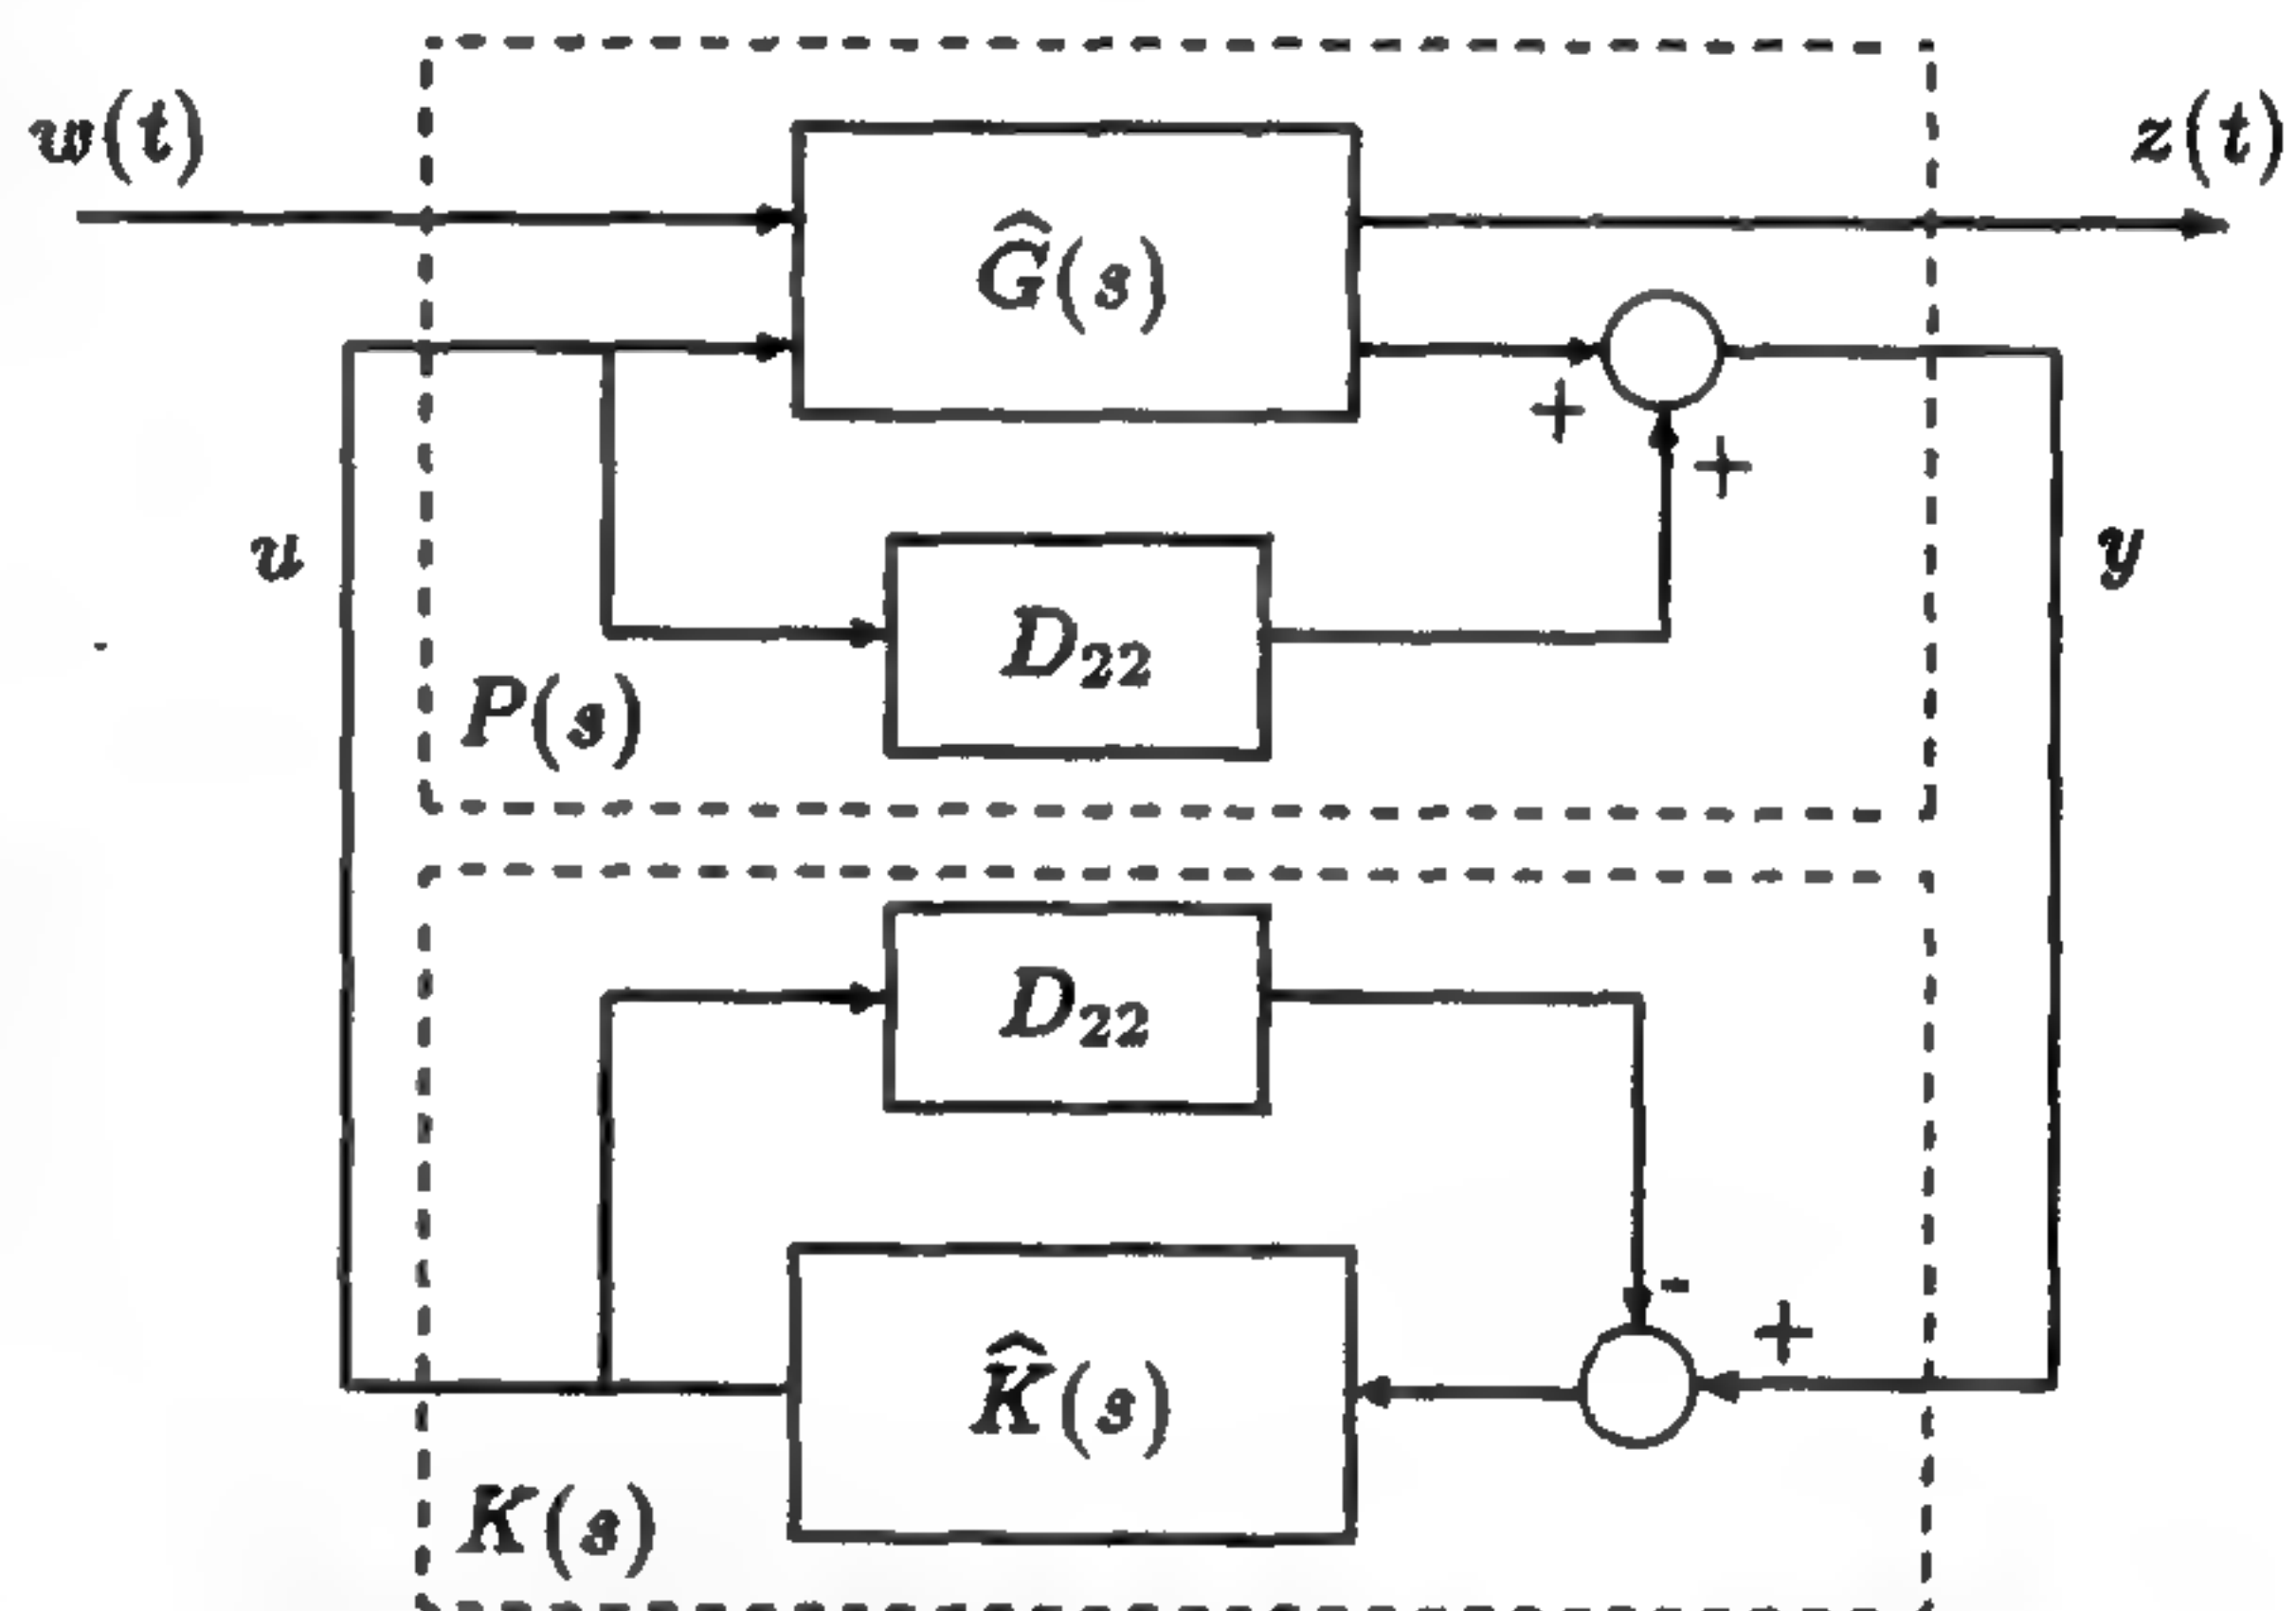 w(t)
z(t)
Ĝ(s)
+
+
u
y
D₂₂
P(s)
D₂₂
-
+
K̂(s)
K(s)